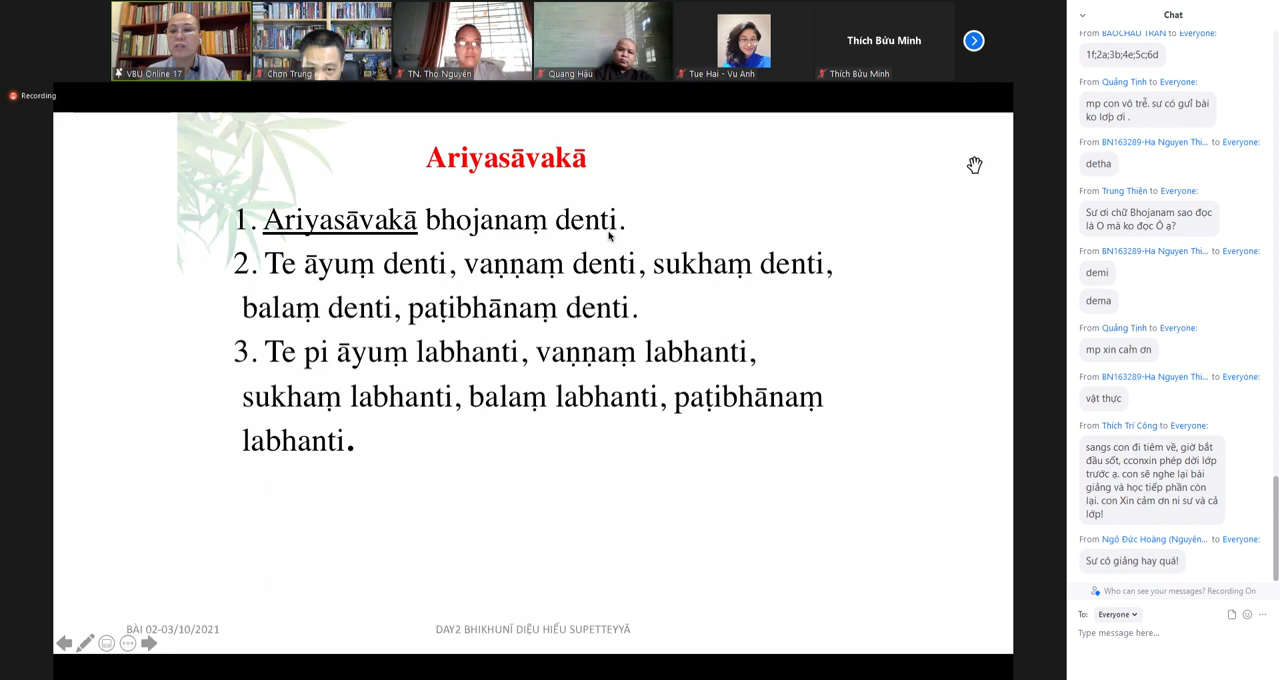 VBU Online 17
Chơn Trung
TN. Thọ Nguyên
Quang Hậu
Tue Hai - Vu Anh
Thích Bửu Minh
Thích Bửu Minh
Recording
Ariyasāvakā
1. Ariyasāvakā bhojanaṃ denti.
2. Te āyuṃ denti, vaṇṇaṃ denti, sukhaṃ denti,
balaṃ denti, paṭibhānaṃ denti.
3. Te pi āyuṃ labhanti, vaṇṇaṃ labhanti,
sukhaṃ labhanti, balaṃ labhanti, paṭibhānaṃ
labhanti.
BÀI 02-03/10/2021
DAY2 BHIKHUNĪ DIỆU HIẾU SUPETTEYYĀ
Chat
From BAOCHAU TRAN to Everyone:
1f;2a;3b;4e;5c;6d
From Quảng Tịnh to Everyone:
mp con vô trễ. sư có gửi bài
ko lớp ơi .
From BN163289-Ha Nguyen Thi... to Everyone:
detha
From Trung Thiện to Everyone:
Sư ơi chữ Bhojanam sao đọc
là O mà ko đọc Ô ạ?
From BN163289-Ha Nguyen Thi... to Everyone:
demi
dema
From Quảng Tịnh to Everyone:
mp xin cảm ơn
From BN163289-Ha Nguyen Thi... to Everyone:
vật thực
From Thích Trí Công to Everyone:
sangs con đi tiêm về, giờ bắt
đầu sốt, cconxin phép dời lớp
trước ạ. con sẽ nghe lại bài
giảng và học tiếp phần còn
lại. con Xin cảm ơn ni sư và cả
lớp!
From Ngô Đức Hoàng (Nguyên... to Everyone:
Sư cô giảng hay quá!
Who can see your messages? Recording On
To: Everyone
Type message here...